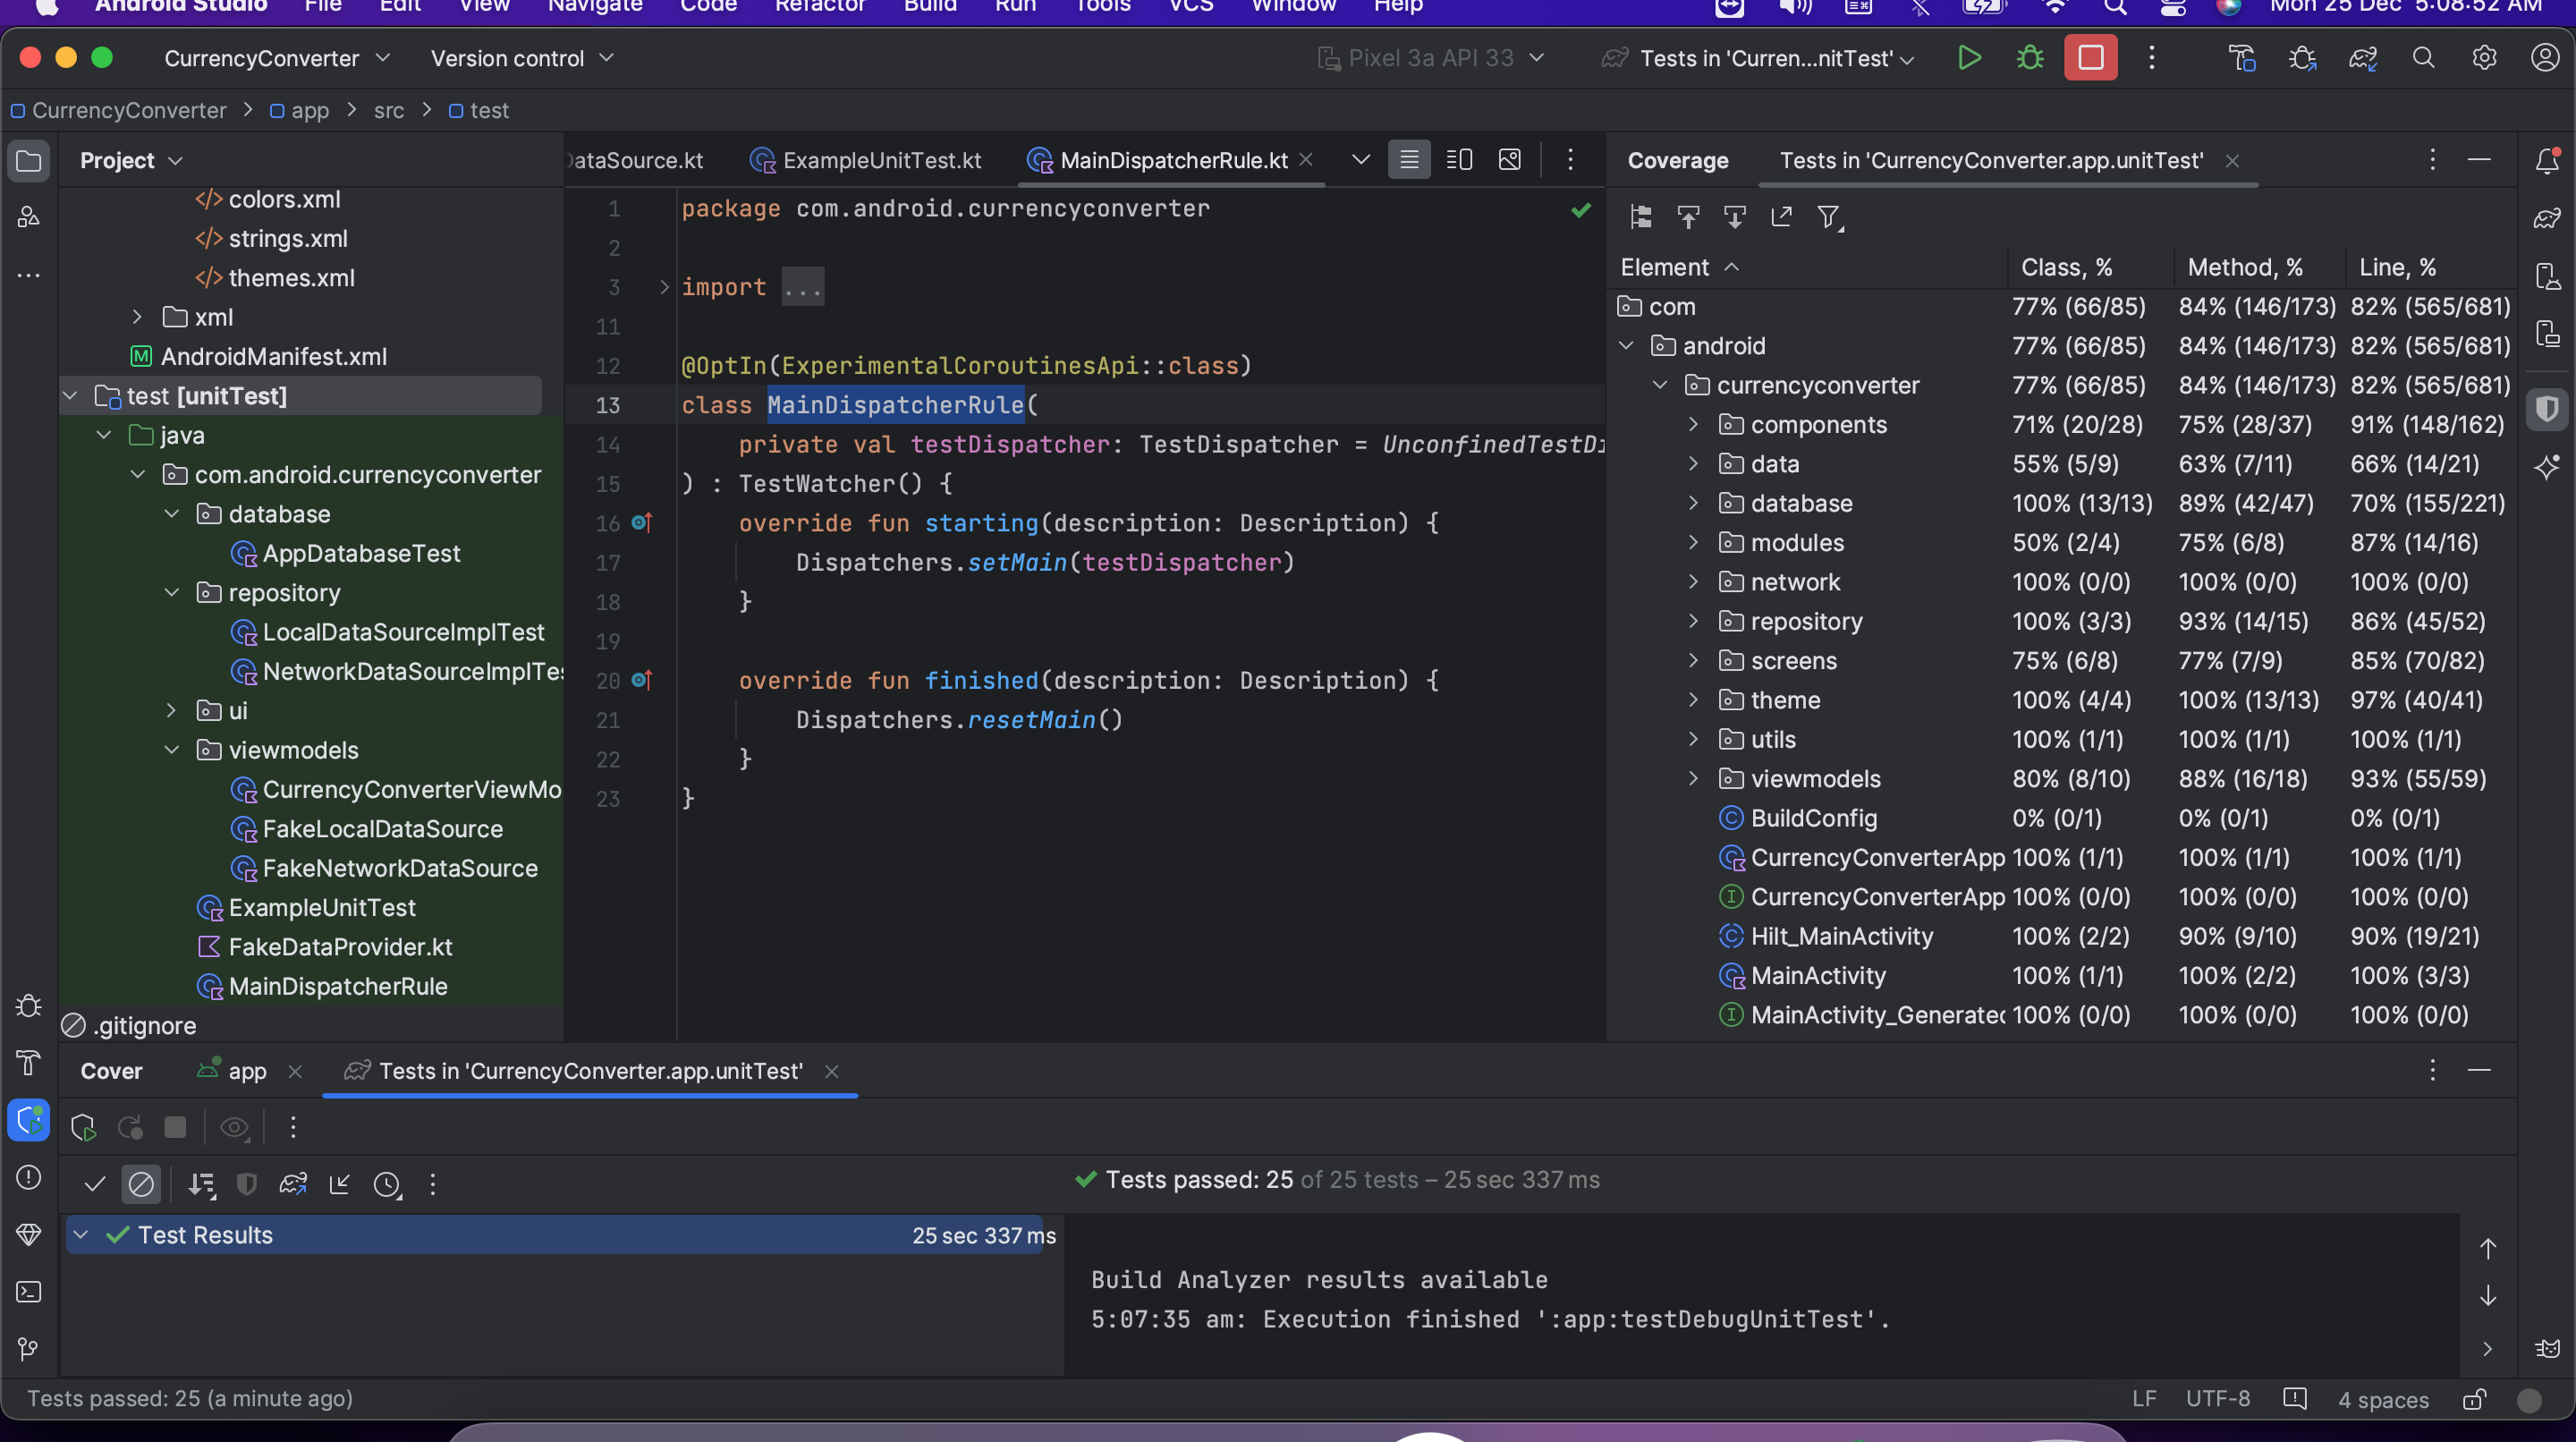 Android Studio File Edit View Navigate Code Refactor Build Run Tools VCS Window Help Mon 25 Dec 5:08:52 AM
CurrencyConverter Version control Pixel 3a API 33 Tests in 'Curren...nitTest'
CurrencyConverter > app > src > test
Project
colors.xml
strings.xml
themes.xml
xml
AndroidManifest.xml
test [unitTest]
java
com.android.currencyconverter
database
AppDatabaseTest
repository
LocalDataSourceImplTest
NetworkDataSourceImplTes
ui
viewmodels
CurrencyConverterViewMo
FakeLocalDataSource
FakeNetworkDataSource
ExampleUnitTest
FakeDataProvider.kt
MainDispatcherRule
.gitignore
DataSource.kt ExampleUnitTest.kt MainDispatcherRule.kt
1 package com.android.currencyconverter
2
3 import ...
11
12 @OptIn(ExperimentalCoroutinesApi::class)
13 class MainDispatcherRule(
14 private val testDispatcher: TestDispatcher = UnconfinedTestDi
15 ) : TestWatcher() {
16 override fun starting(description: Description) {
17 Dispatchers.setMain(testDispatcher)
18 }
19
20 override fun finished(description: Description) {
21 Dispatchers.resetMain()
22 }
23 }
Coverage Tests in 'CurrencyConverter.app.unitTest'
Element Class, % Method, % Line, %
com 77% (66/85) 84% (146/173) 82% (565/681)
android 77% (66/85) 84% (146/173) 82% (565/681)
currencyconverter 77% (66/85) 84% (146/173) 82% (565/681)
components 71% (20/28) 75% (28/37) 91% (148/162)
data 55% (5/9) 63% (7/11) 66% (14/21)
database 100% (13/13) 89% (42/47) 70% (155/221)
modules 50% (2/4) 75% (6/8) 87% (14/16)
network 100% (0/0) 100% (0/0) 100% (0/0)
repository 100% (3/3) 93% (14/15) 86% (45/52)
screens 75% (6/8) 77% (7/9) 85% (70/82)
theme 100% (4/4) 100% (13/13) 97% (40/41)
utils 100% (1/1) 100% (1/1) 100% (1/1)
viewmodels 80% (8/10) 88% (16/18) 93% (55/59)
BuildConfig 0% (0/1) 0% (0/1) 0% (0/1)
CurrencyConverterApp 100% (1/1) 100% (1/1) 100% (1/1)
CurrencyConverterApp 100% (0/0) 100% (0/0) 100% (0/0)
Hilt_MainActivity 100% (2/2) 90% (9/10) 90% (19/21)
MainActivity 100% (1/1) 100% (2/2) 100% (3/3)
MainActivity_Generated 100% (0/0) 100% (0/0) 100% (0/0)
Cover app Tests in 'CurrencyConverter.app.unitTest'
Tests passed: 25 of 25 tests – 25 sec 337 ms
Test Results 25 sec 337 ms
Build Analyzer results available
5:07:35 am: Execution finished ':app:testDebugUnitTest'.
Tests passed: 25 (a minute ago) LF UTF-8 4 spaces